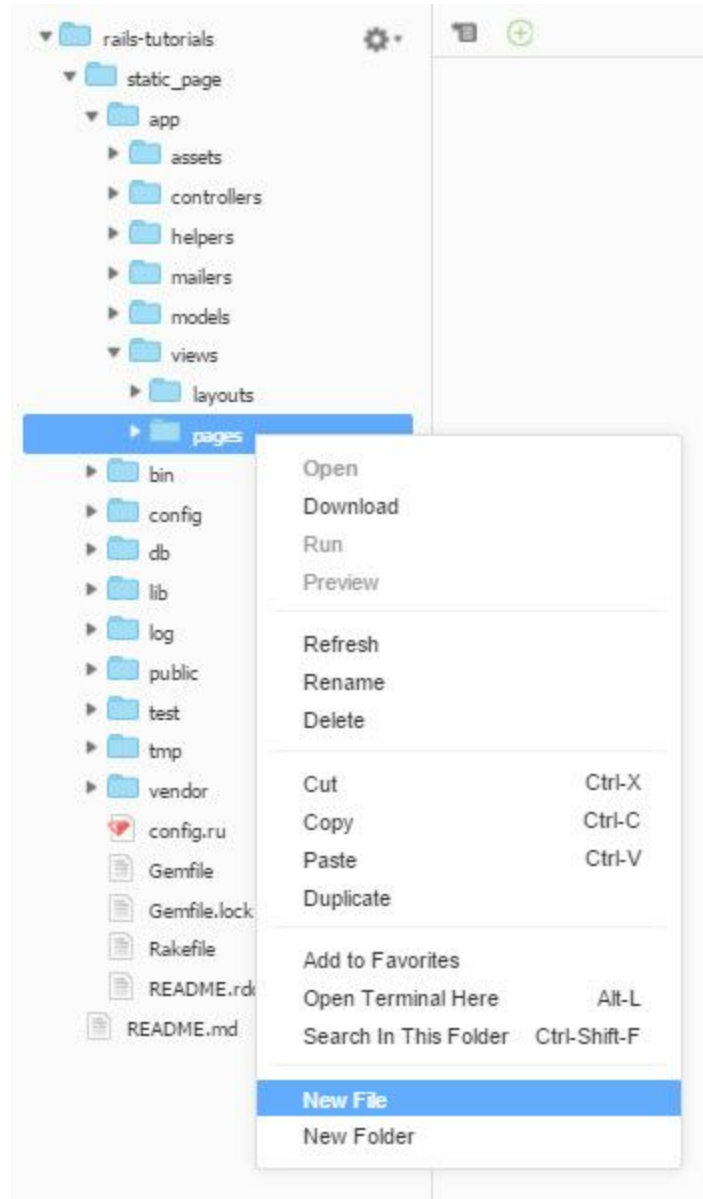 rails-tutorials
static_page
app
assets
controllers
helpers
mailers
models
views
layouts
pages
bin
config
db
lib
log
public
test
tmp
vendor
config.ru
Gemfile
Gemfile.lock
Rakefile
README.rd
README.md
Open
Download
Run
Preview
Refresh
Rename
Delete
Cut Ctrl-X
Copy Ctrl-C
Paste Ctrl-V
Duplicate
Add to Favorites
Open Terminal Here Alt-L
Search In This Folder Ctrl-Shift-F
New File
New Folder